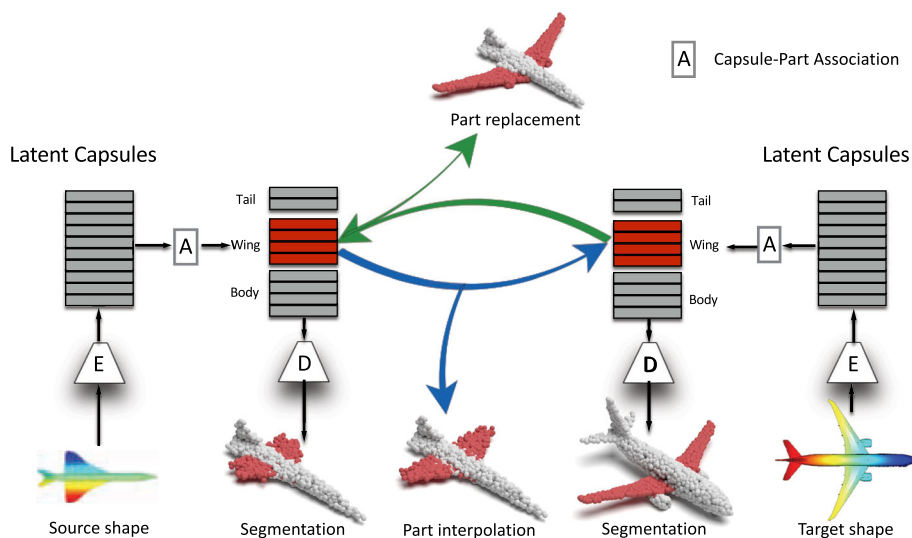 A
Capsule-Part Association
Part replacement
Latent Capsules
Latent Capsules
Tail
Tail
A
Wing
Wing
A
Body
Body
E
D
D
E
Source shape
Segmentation
Part interpolation
Segmentation
Target shape